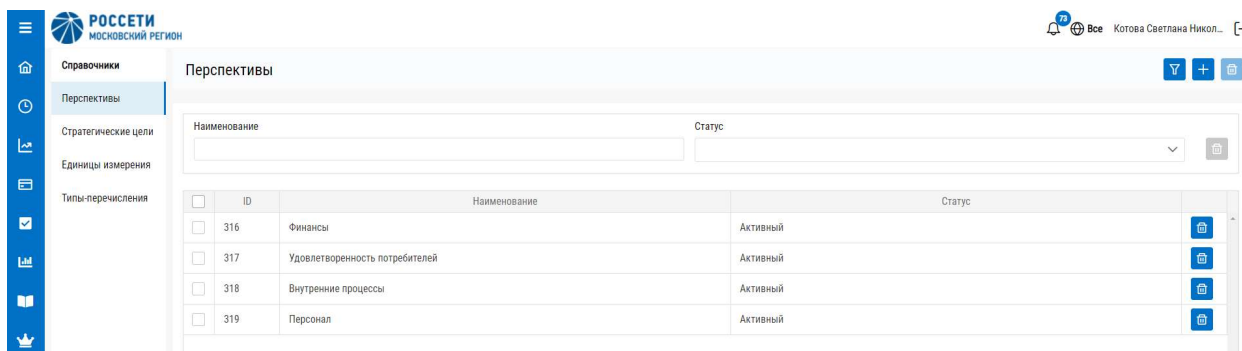 РОССЕТИ
МОСКОВСКИЙ РЕГИОН
73
Все Котова Светлана Никол...
Справочники
Перспективы
Стратегические цели
Единицы измерения
Типы-перечисления
Перспективы
Наименование Статус
ID Наименование Статус
316 Финансы Активный
317 Удовлетворенность потребителей Активный
318 Внутренние процессы Активный
319 Персонал Активный